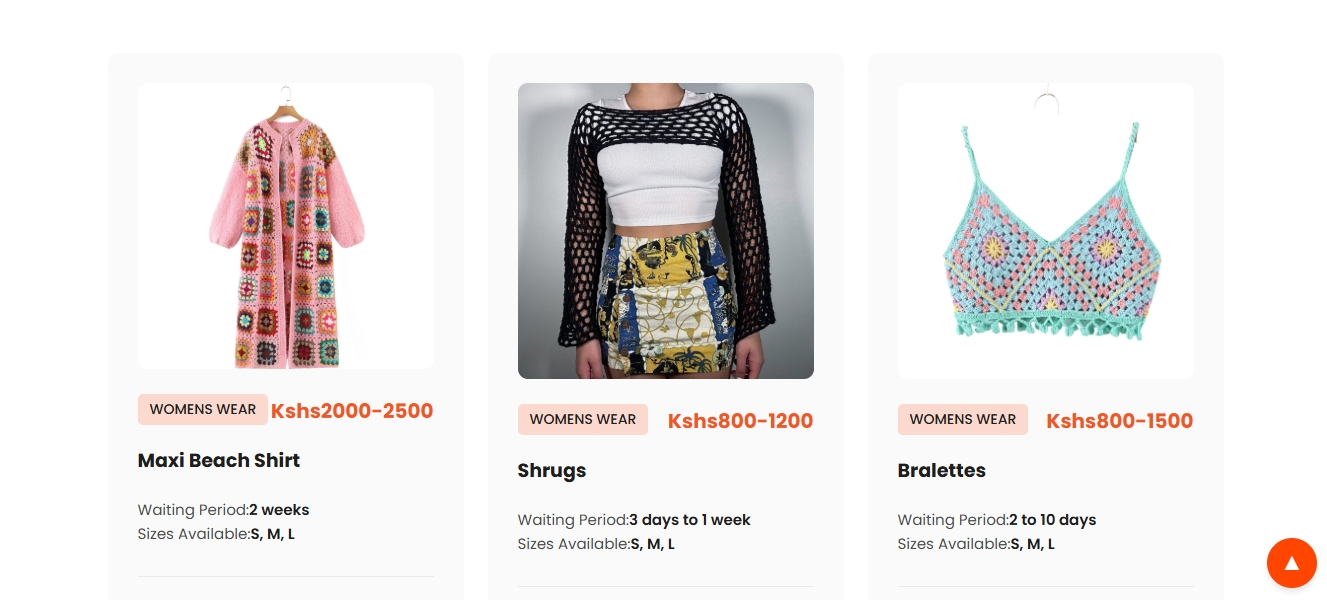 WOMENS WEAR Kshs2000-2500
Maxi Beach Shirt
Waiting Period:2 weeks
Sizes Available:S, M, L
WOMENS WEAR Kshs800-1200
Shrugs
Waiting Period:3 days to 1 week
Sizes Available:S, M, L
WOMENS WEAR Kshs800-1500
Bralettes
Waiting Period:2 to 10 days
Sizes Available:S, M, L